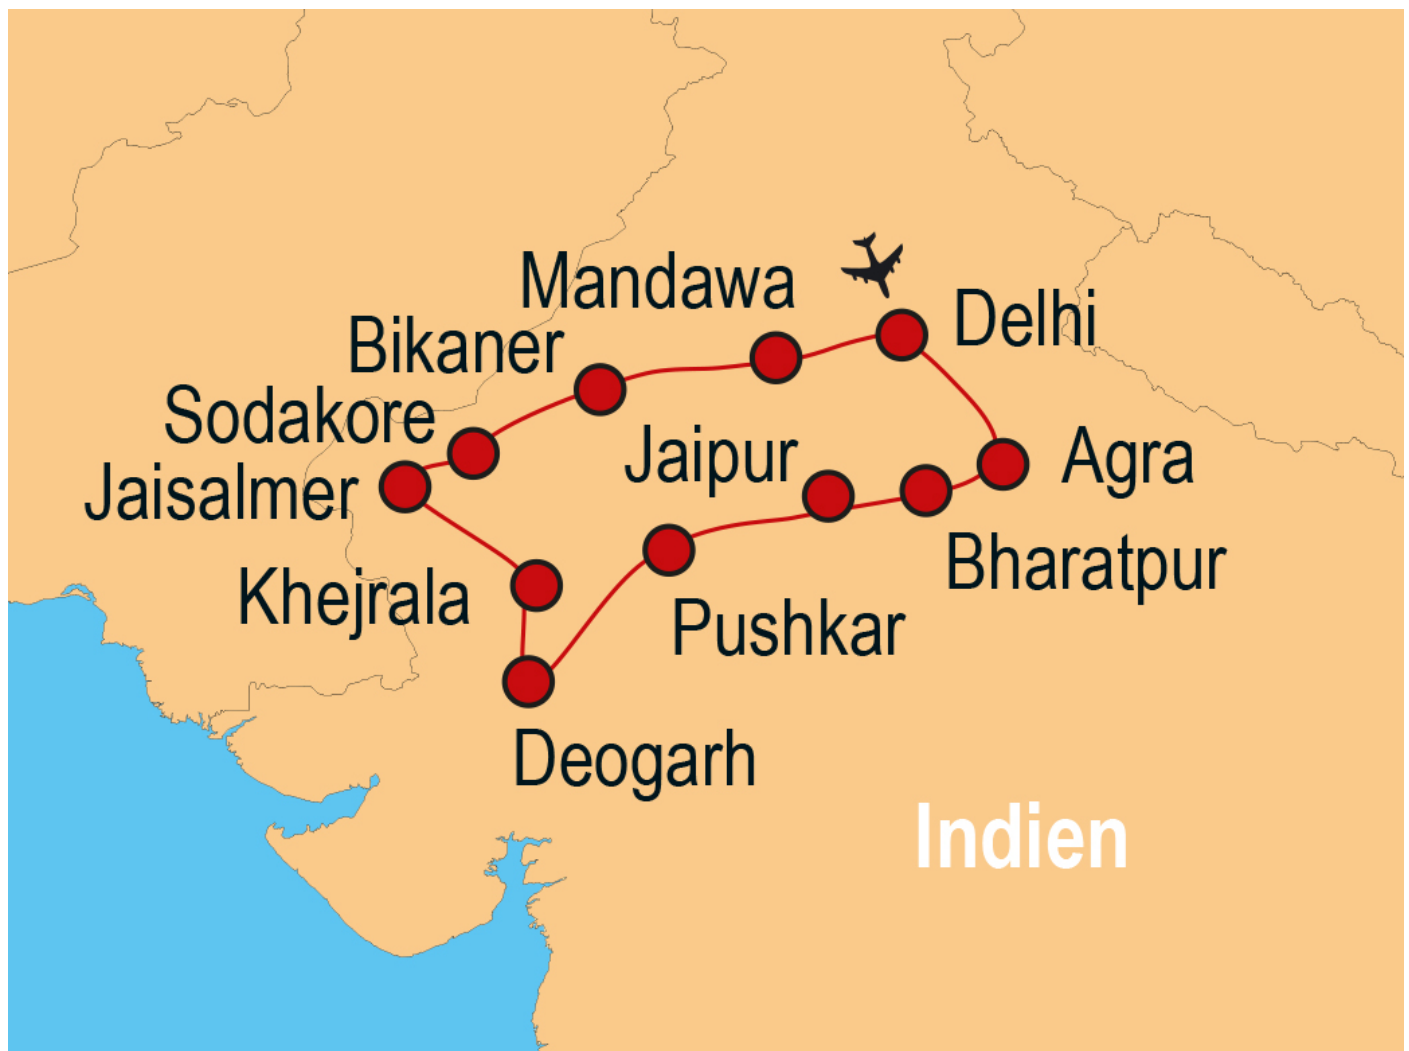 Mandawa
Delhi
Bikaner
Sodakore
Jaipur
Agra
Jaisalmer
Bharatpur
Khejrala
Pushkar
Deogarh
Indien